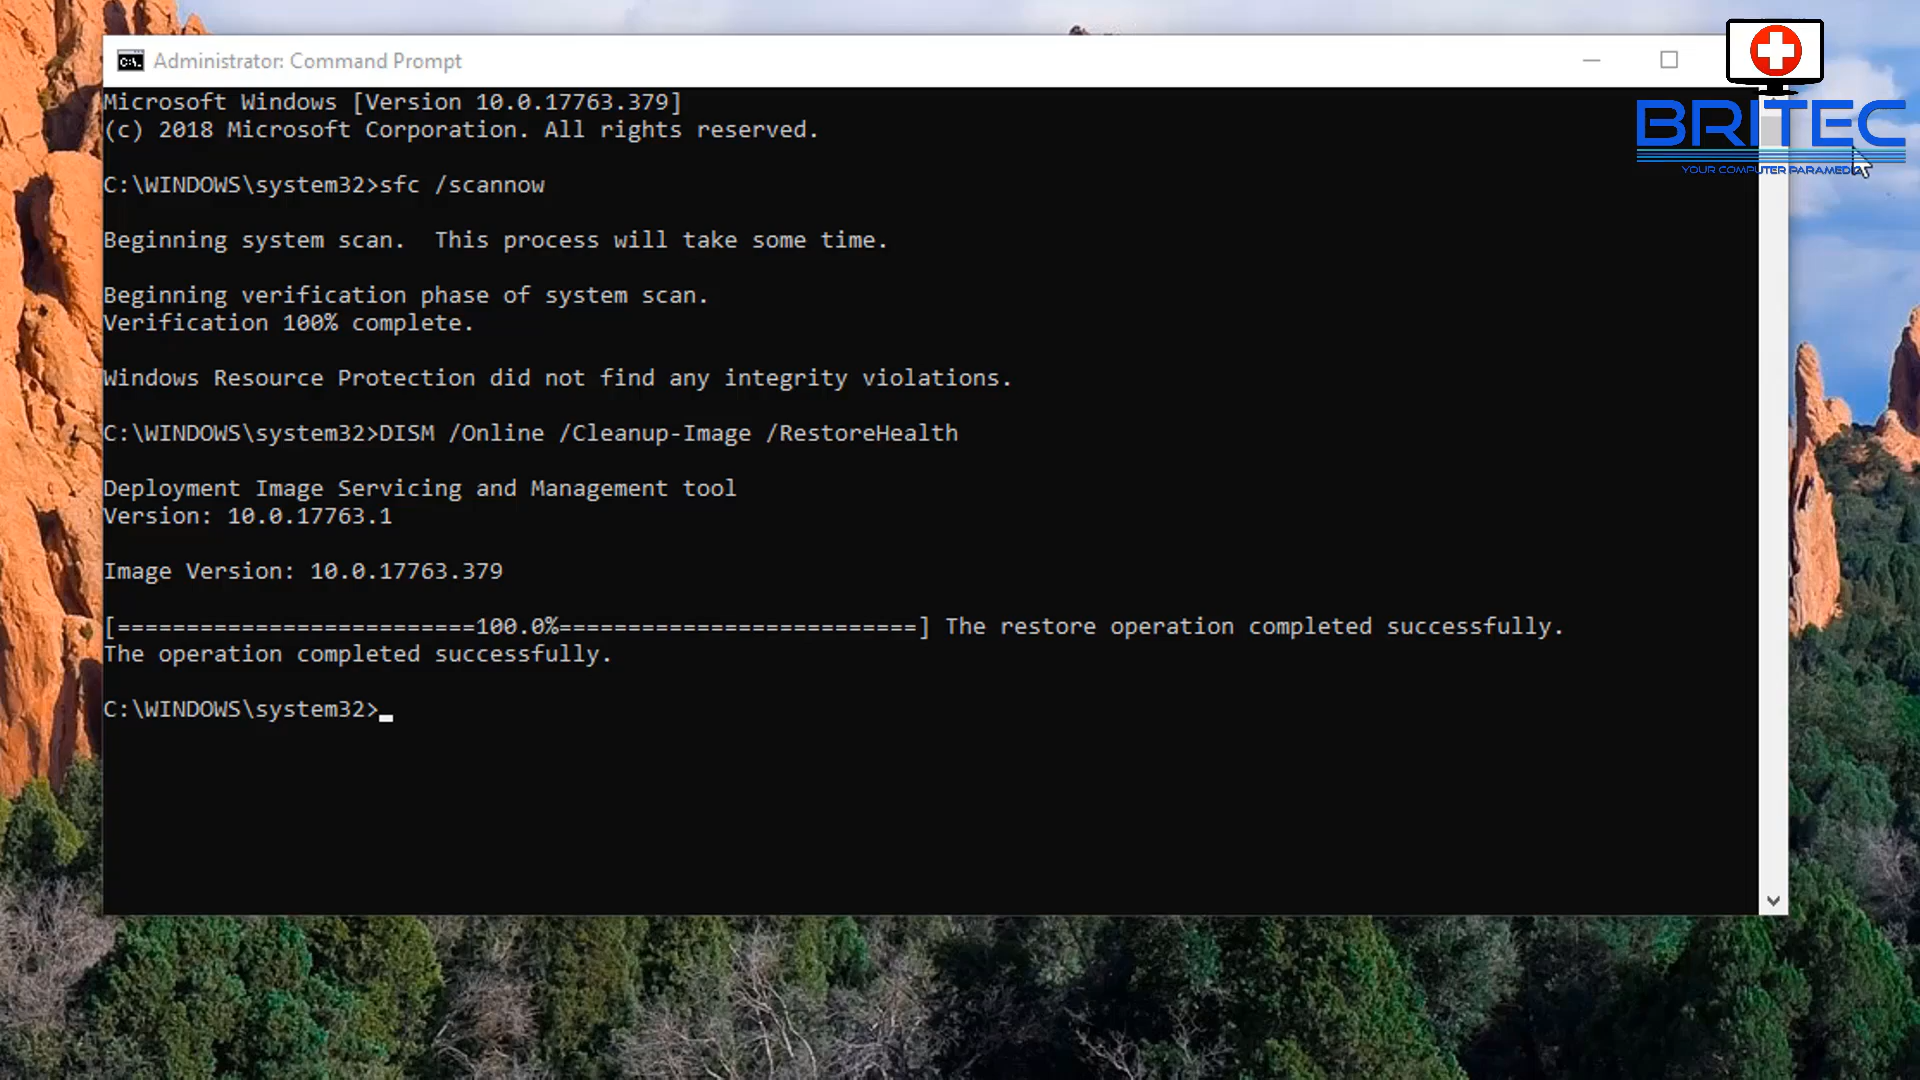 Administrator: Command Prompt
Microsoft Windows [Version 10.0.17763.379]
(c) 2018 Microsoft Corporation. All rights reserved.
C:\WINDOWS\system32>sfc /scannow
Beginning system scan.  This process will take some time.
Beginning verification phase of system scan.
Verification 100% complete.
Windows Resource Protection did not find any integrity violations.
C:\WINDOWS\system32>DISM /Online /Cleanup-Image /RestoreHealth
Deployment Image Servicing and Management tool
Version: 10.0.17763.1
Image Version: 10.0.17763.379
[==========================100.0%==========================] The restore operation completed successfully.
The operation completed successfully.
C:\WINDOWS\system32>
BRITEC
YOUR COMPUTER PARAMEDIC